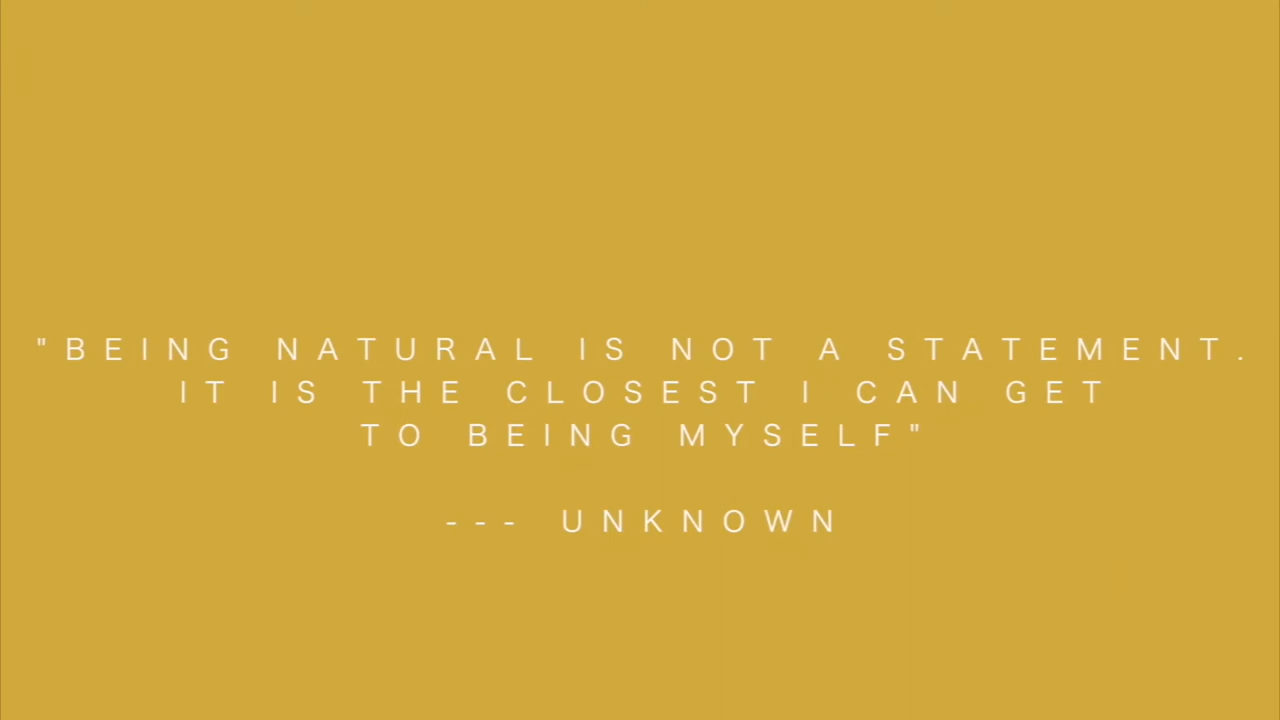 "BEING NATURAL IS NOT A STATEMENT.
IT IS THE CLOSEST I CAN GET
TO BEING MYSELF"
--- UNKNOWN